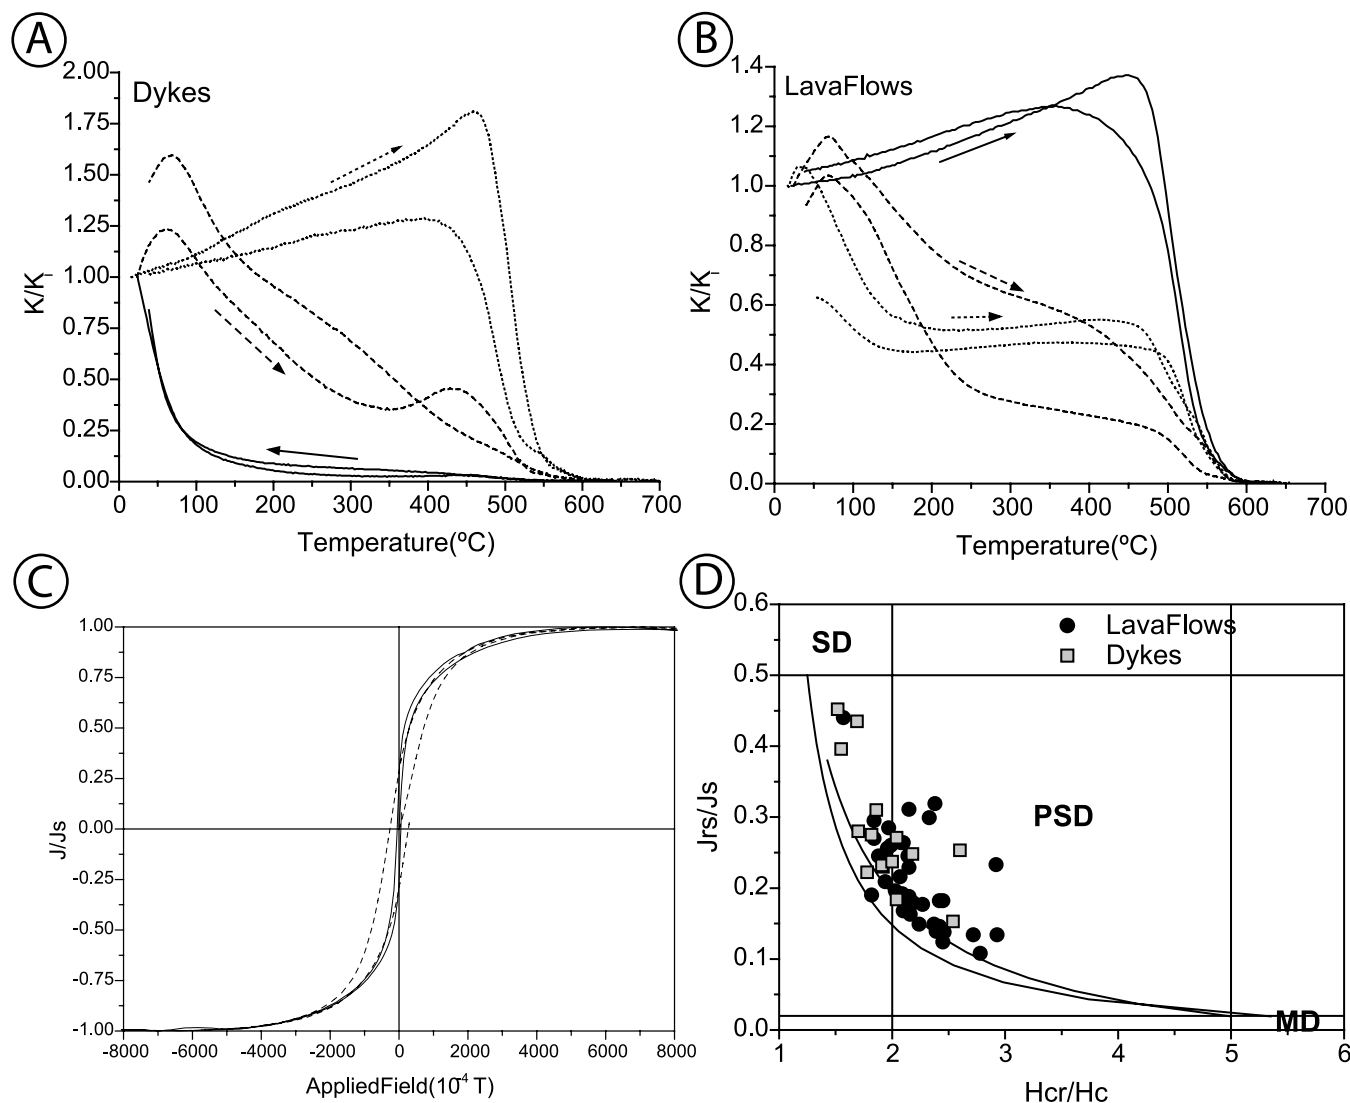 A
Dykes
2.00
1.75
1.50
1.25
1.00
0.75
0.50
0.25
0.00
K/Ki
0 100 200 300 400 500 600 700
Temperature(ºC)
B
LavaFlows
1.4
1.2
1.0
0.8
0.6
0.4
0.2
0.0
K/Ki
0 100 200 300 400 500 600 700
Temperature(ºC)
C
1.00
0.75
0.50
0.25
0.00
-0.25
-0.50
-0.75
-1.00
J/Js
-8000 -6000 -4000 -2000 0 2000 4000 6000 8000
AppliedField(10⁻⁴ T)
D
0.6
0.5
0.4
0.3
0.2
0.1
0.0
Jrs/Js
SD
LavaFlows
Dykes
PSD
MD
1 2 3 4 5 6
Hcr/Hc